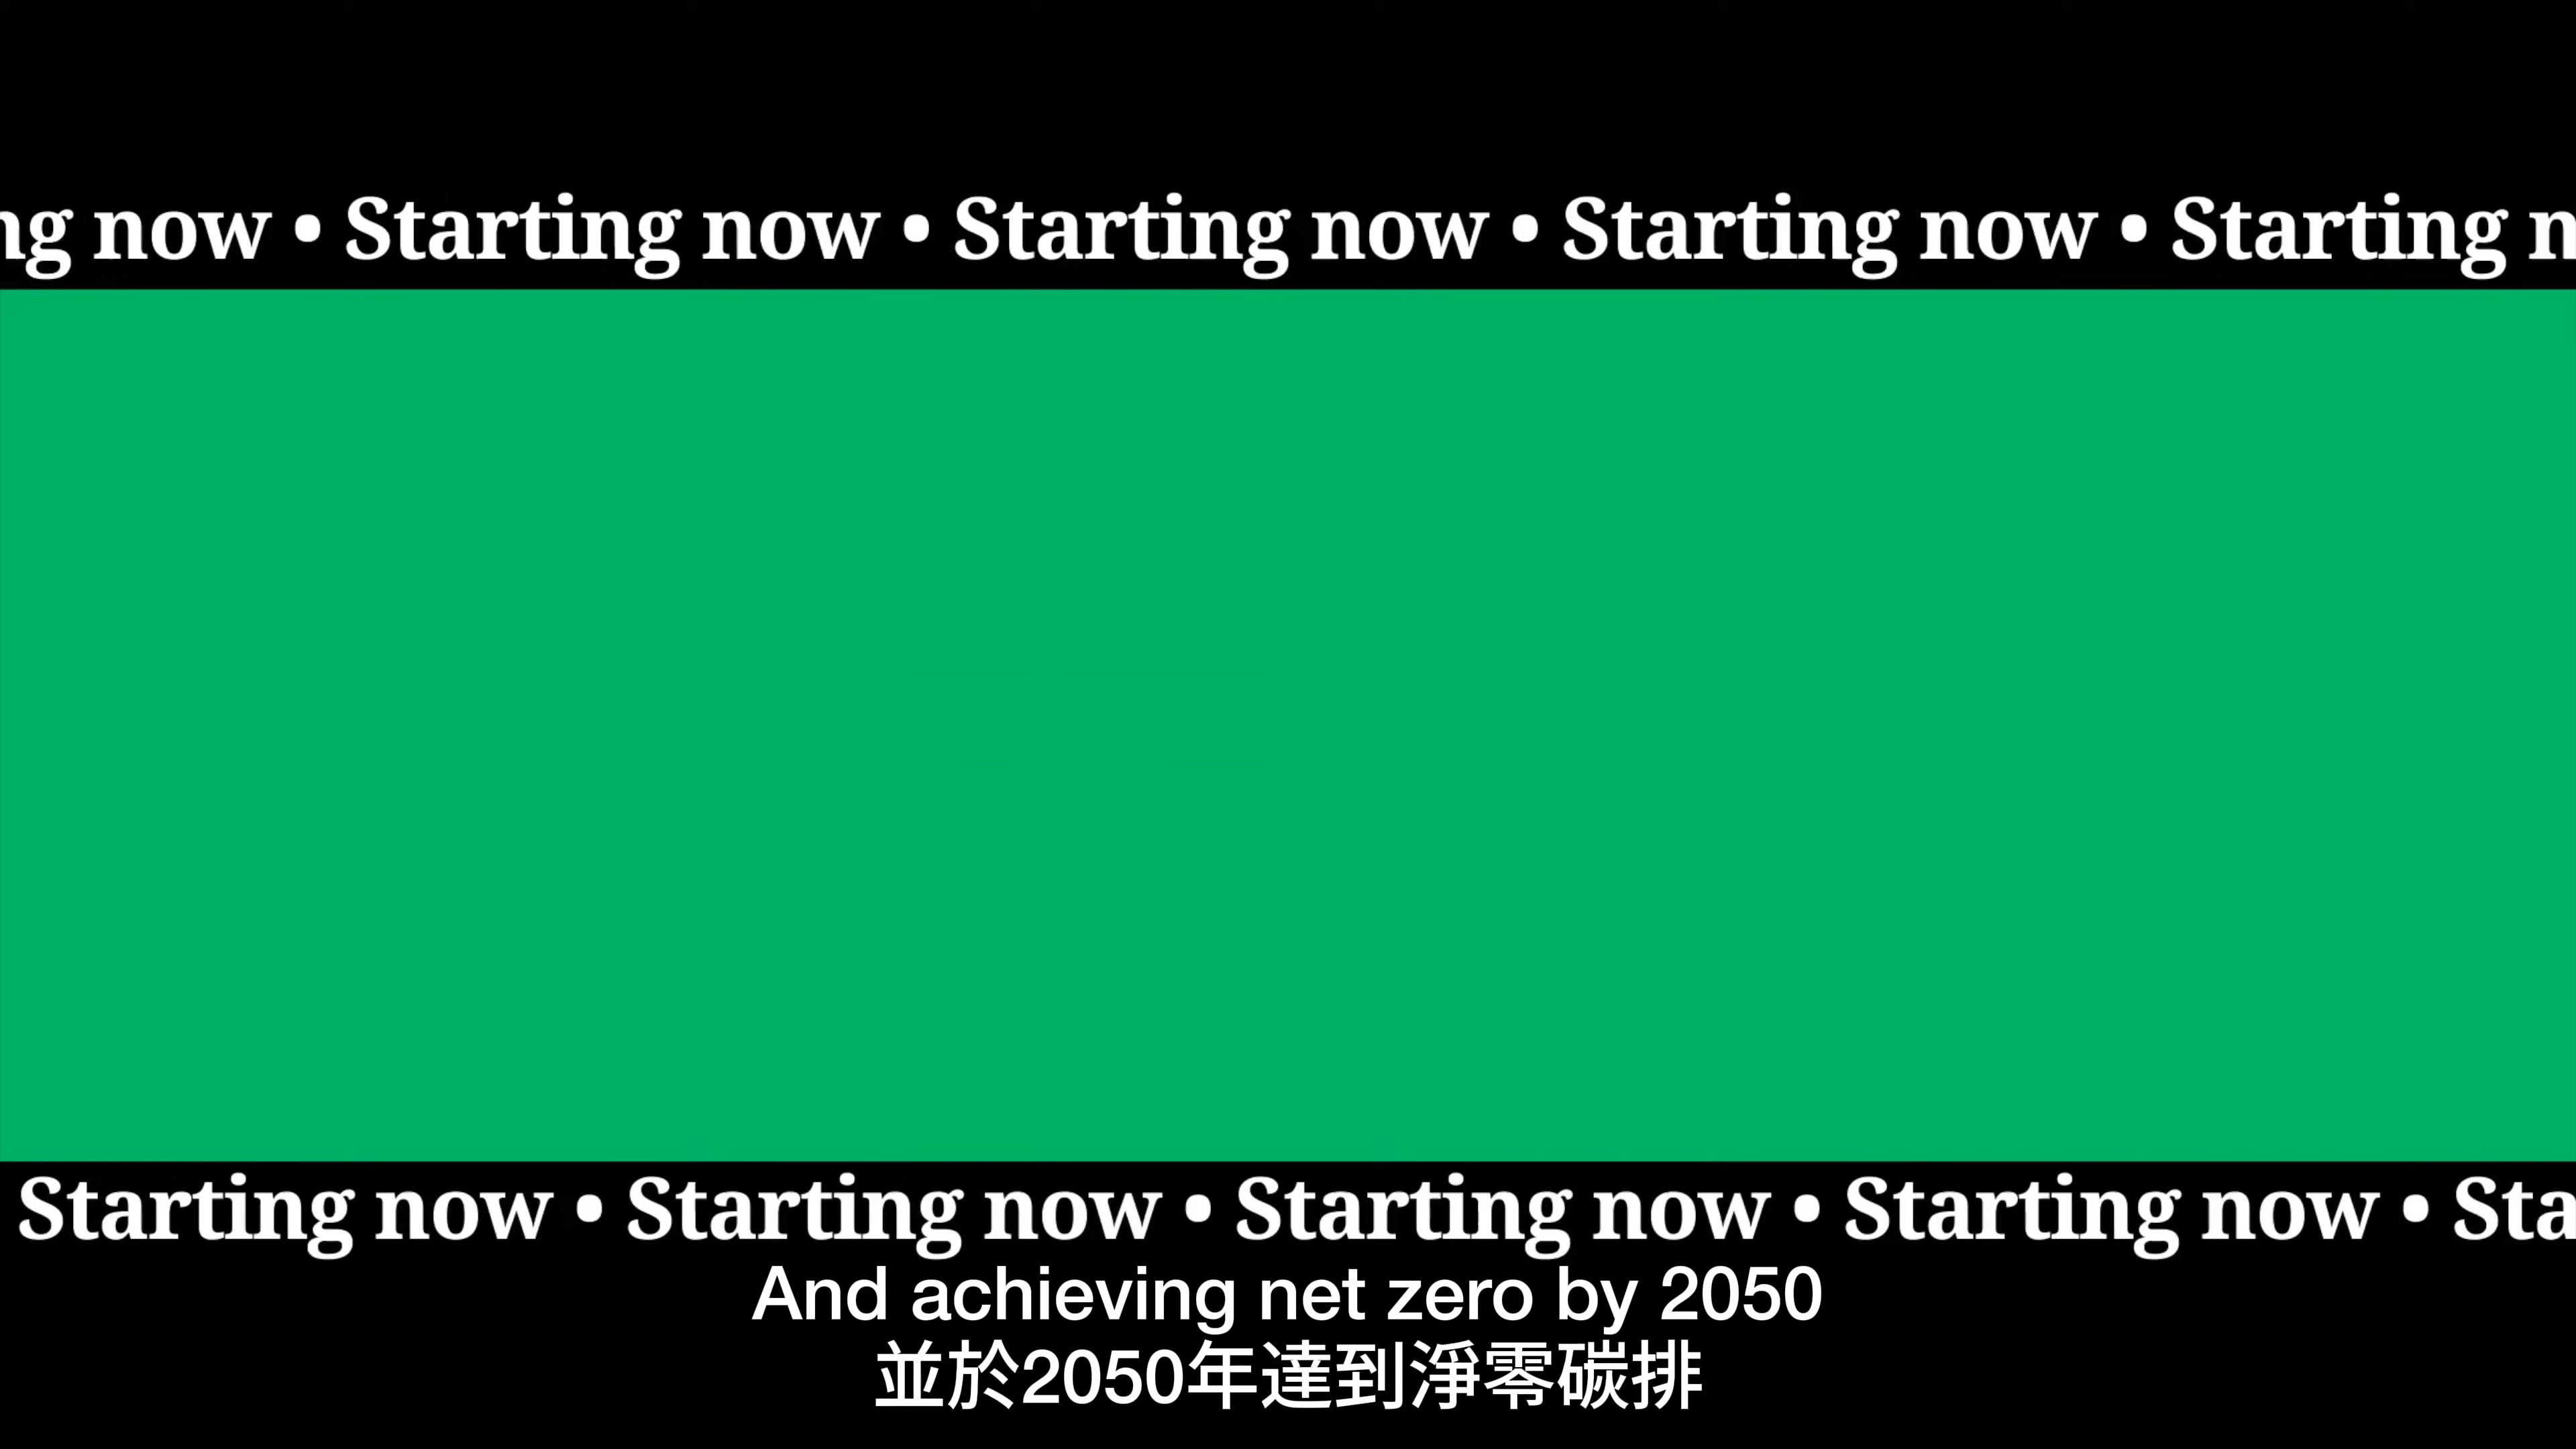 ng now • Starting now • Starting now • Starting now • Starting n
Starting now • Starting now • Starting now • Starting now • Sta
And achieving net zero by 2050
並於2050年達到淨零碳排